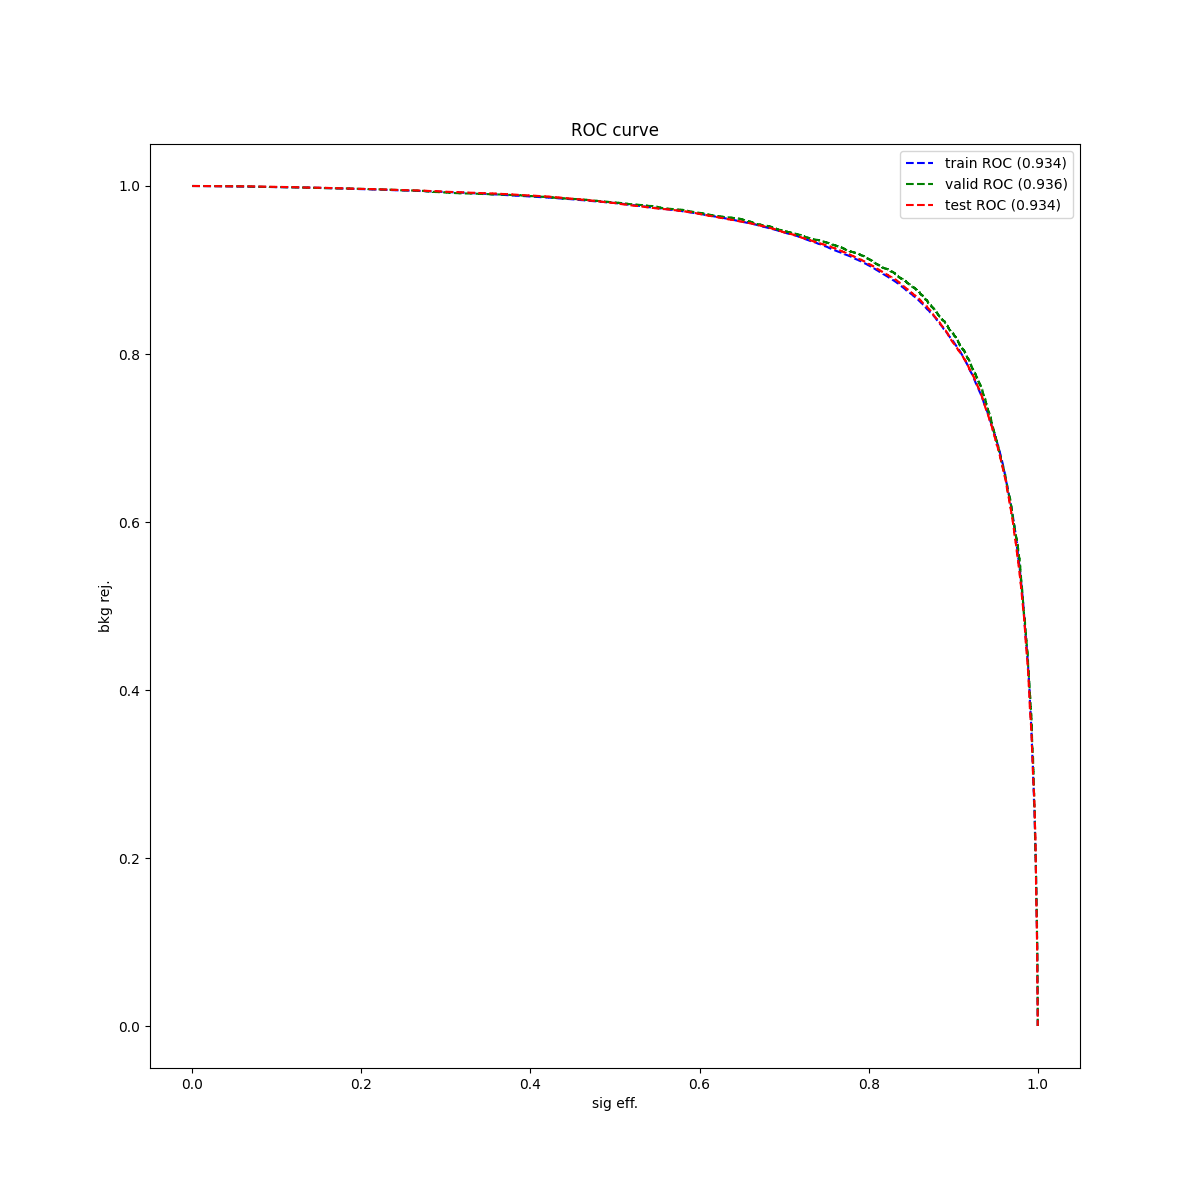 ROC curve
train ROC (0.934)
valid ROC (0.936)
test ROC (0.934)
1.0
0.8
0.6
0.4
0.2
0.0
bkg rej.
0.0 0.2 0.4 0.6 0.8 1.0
sig eff.